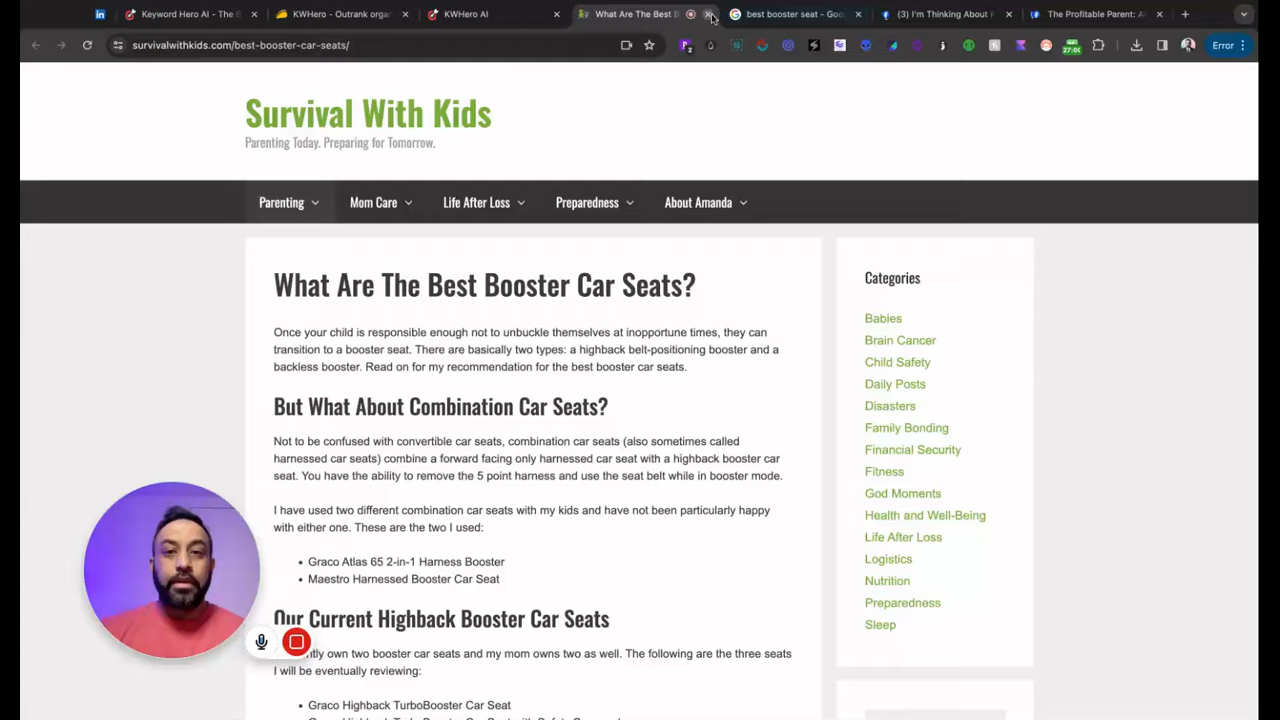 Keyword Hero AI - The B
KWHero - Outrank orga
KWHero AI
What Are The Best B
best booster seat - Goo
(3) I'm Thinking About
The Profitable Parent: A
survivalwithkids.com/best-booster-car-seats/
2
27:00
Error
Survival With Kids
Parenting Today. Preparing for Tomorrow.
Parenting
Mom Care
Life After Loss
Preparedness
About Amanda
What Are The Best Booster Car Seats?
Once your child is responsible enough not to unbuckle themselves at inopportune times, they can
transition to a booster seat. There are basically two types: a highback belt-positioning booster and a
backless booster. Read on for my recommendation for the best booster car seats.
But What About Combination Car Seats?
Not to be confused with convertible car seats, combination car seats (also sometimes called
harnessed car seats) combine a forward facing only harnessed car seat with a highback booster car
seat. You have the ability to remove the 5 point harness and use the seat belt while in booster mode.
I have used two different combination car seats with my kids and have not been particularly happy
with either one. These are the two I used:
Graco Atlas 65 2-in-1 Harness Booster
Maestro Harnessed Booster Car Seat
Our Current Highback Booster Car Seats
ntly own two booster car seats and my mom owns two as well. The following are the three seats
I will be eventually reviewing:
Graco Highback TurboBooster Car Seat
Categories
Babies
Brain Cancer
Child Safety
Daily Posts
Disasters
Family Bonding
Financial Security
Fitness
God Moments
Health and Well-Being
Life After Loss
Logistics
Nutrition
Preparedness
Sleep